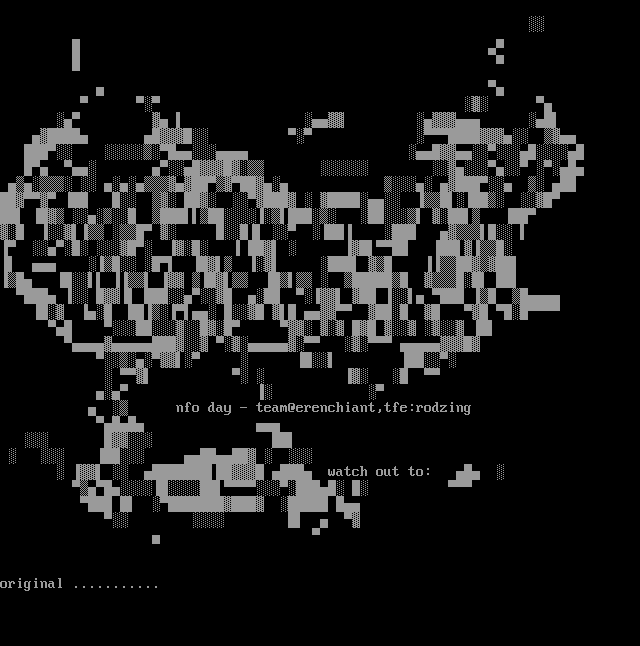 nfo day - team@erenchiant,tfe:rodzing
watch out to:
original ...........